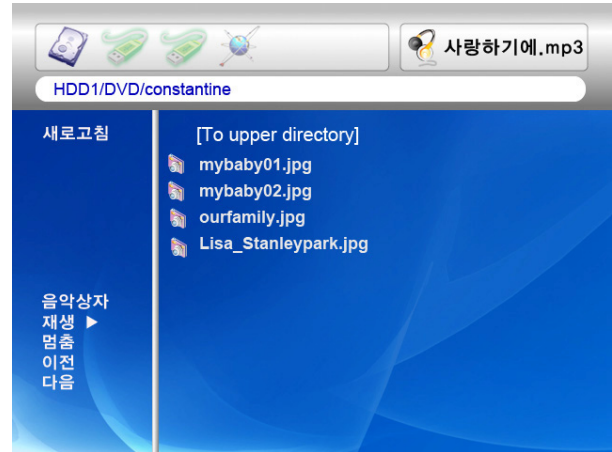 사랑하기에.mp3
HDD1/DVD/constantine
새로고침
[To upper directory]
mybaby01.jpg
mybaby02.jpg
ourfamily.jpg
Lisa_Stanleypark.jpg
음악상자
재생 ▶
멈춤
이전
다음